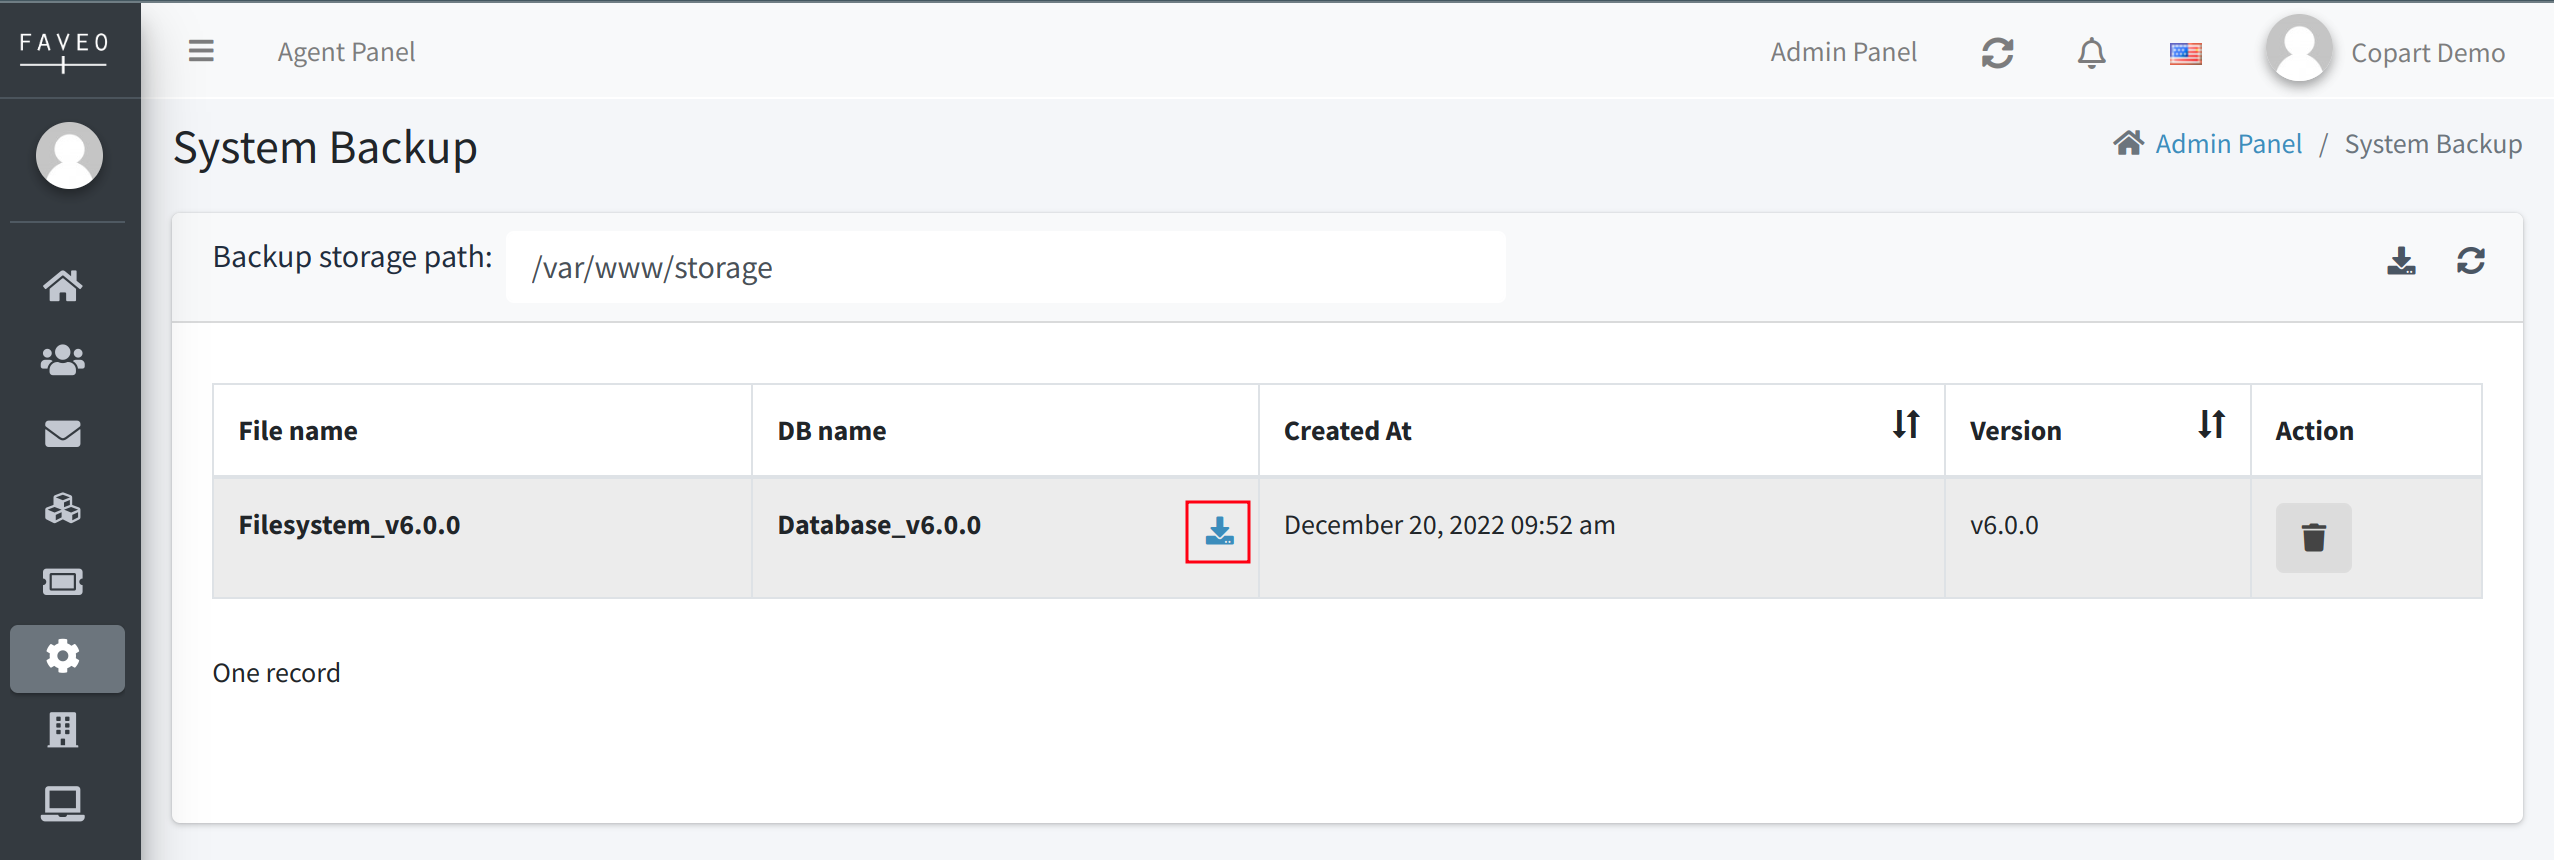 FAVEO
Agent Panel
Admin Panel
Copart Demo
System Backup
Admin Panel / System Backup
Backup storage path: /var/www/storage
File name DB name Created At Version Action
Filesystem_v6.0.0 Database_v6.0.0 December 20, 2022 09:52 am v6.0.0
One record